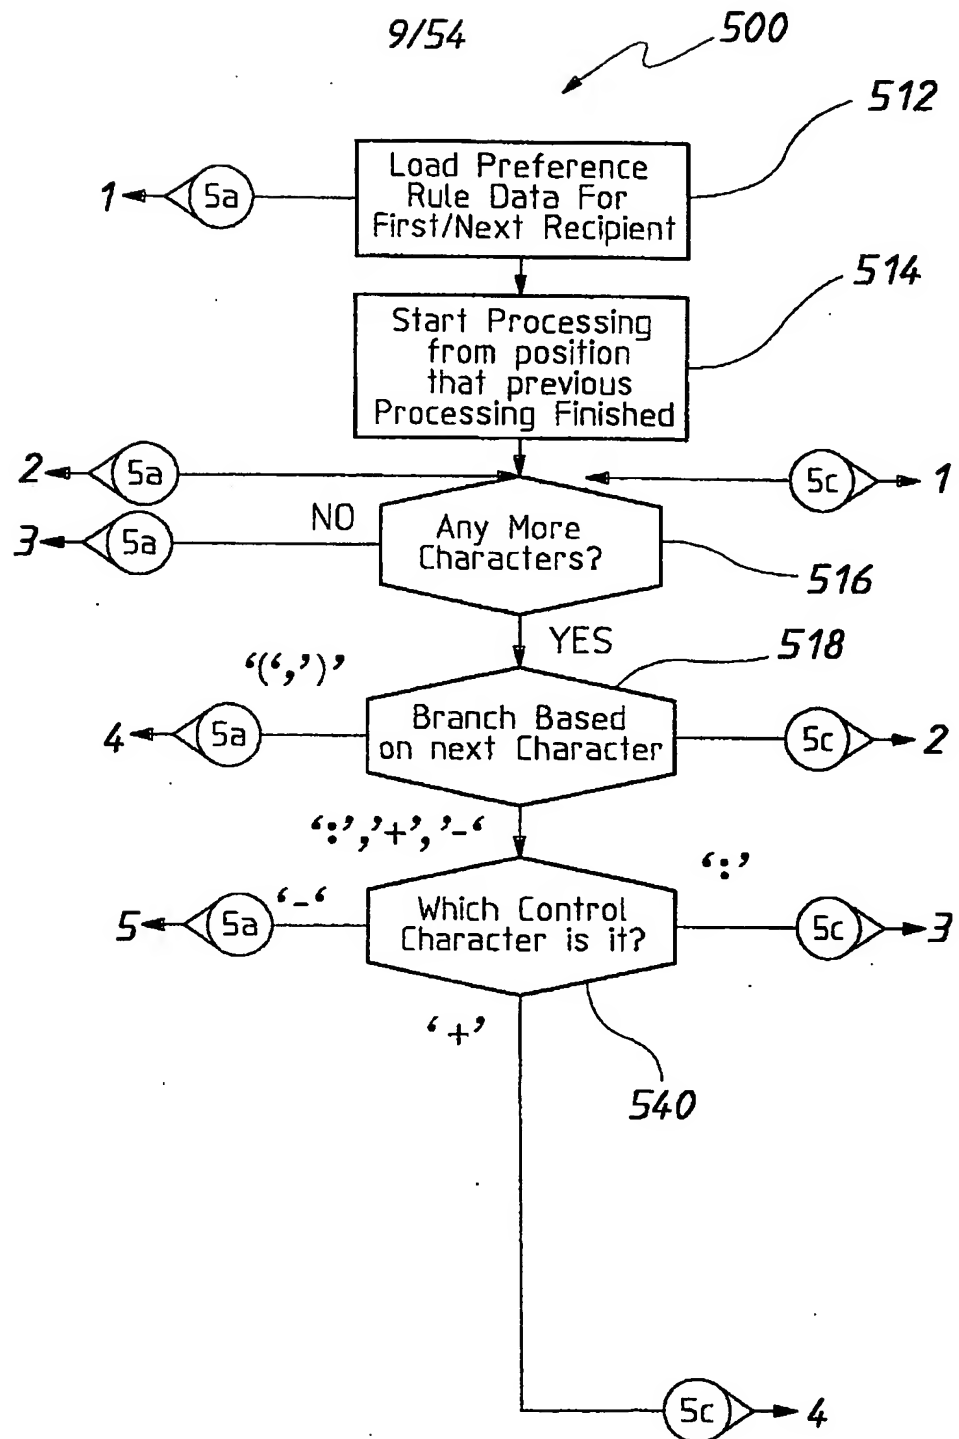 9/54
500
512
Load Preference
Rule Data For
First/Next Recipient
1
5a
514
Start Processing
from position
that previous
Processing Finished
2
5a
5c
1
NO
Any More
Characters?
3
5a
516
YES
518
‘(‘,’)’
Branch Based
on next Character
4
5a
5c
2
‘:’,’+’,’-‘
‘:’
‘-‘
Which Control
Character is it?
5
5a
5c
3
‘+’
540
5c
4